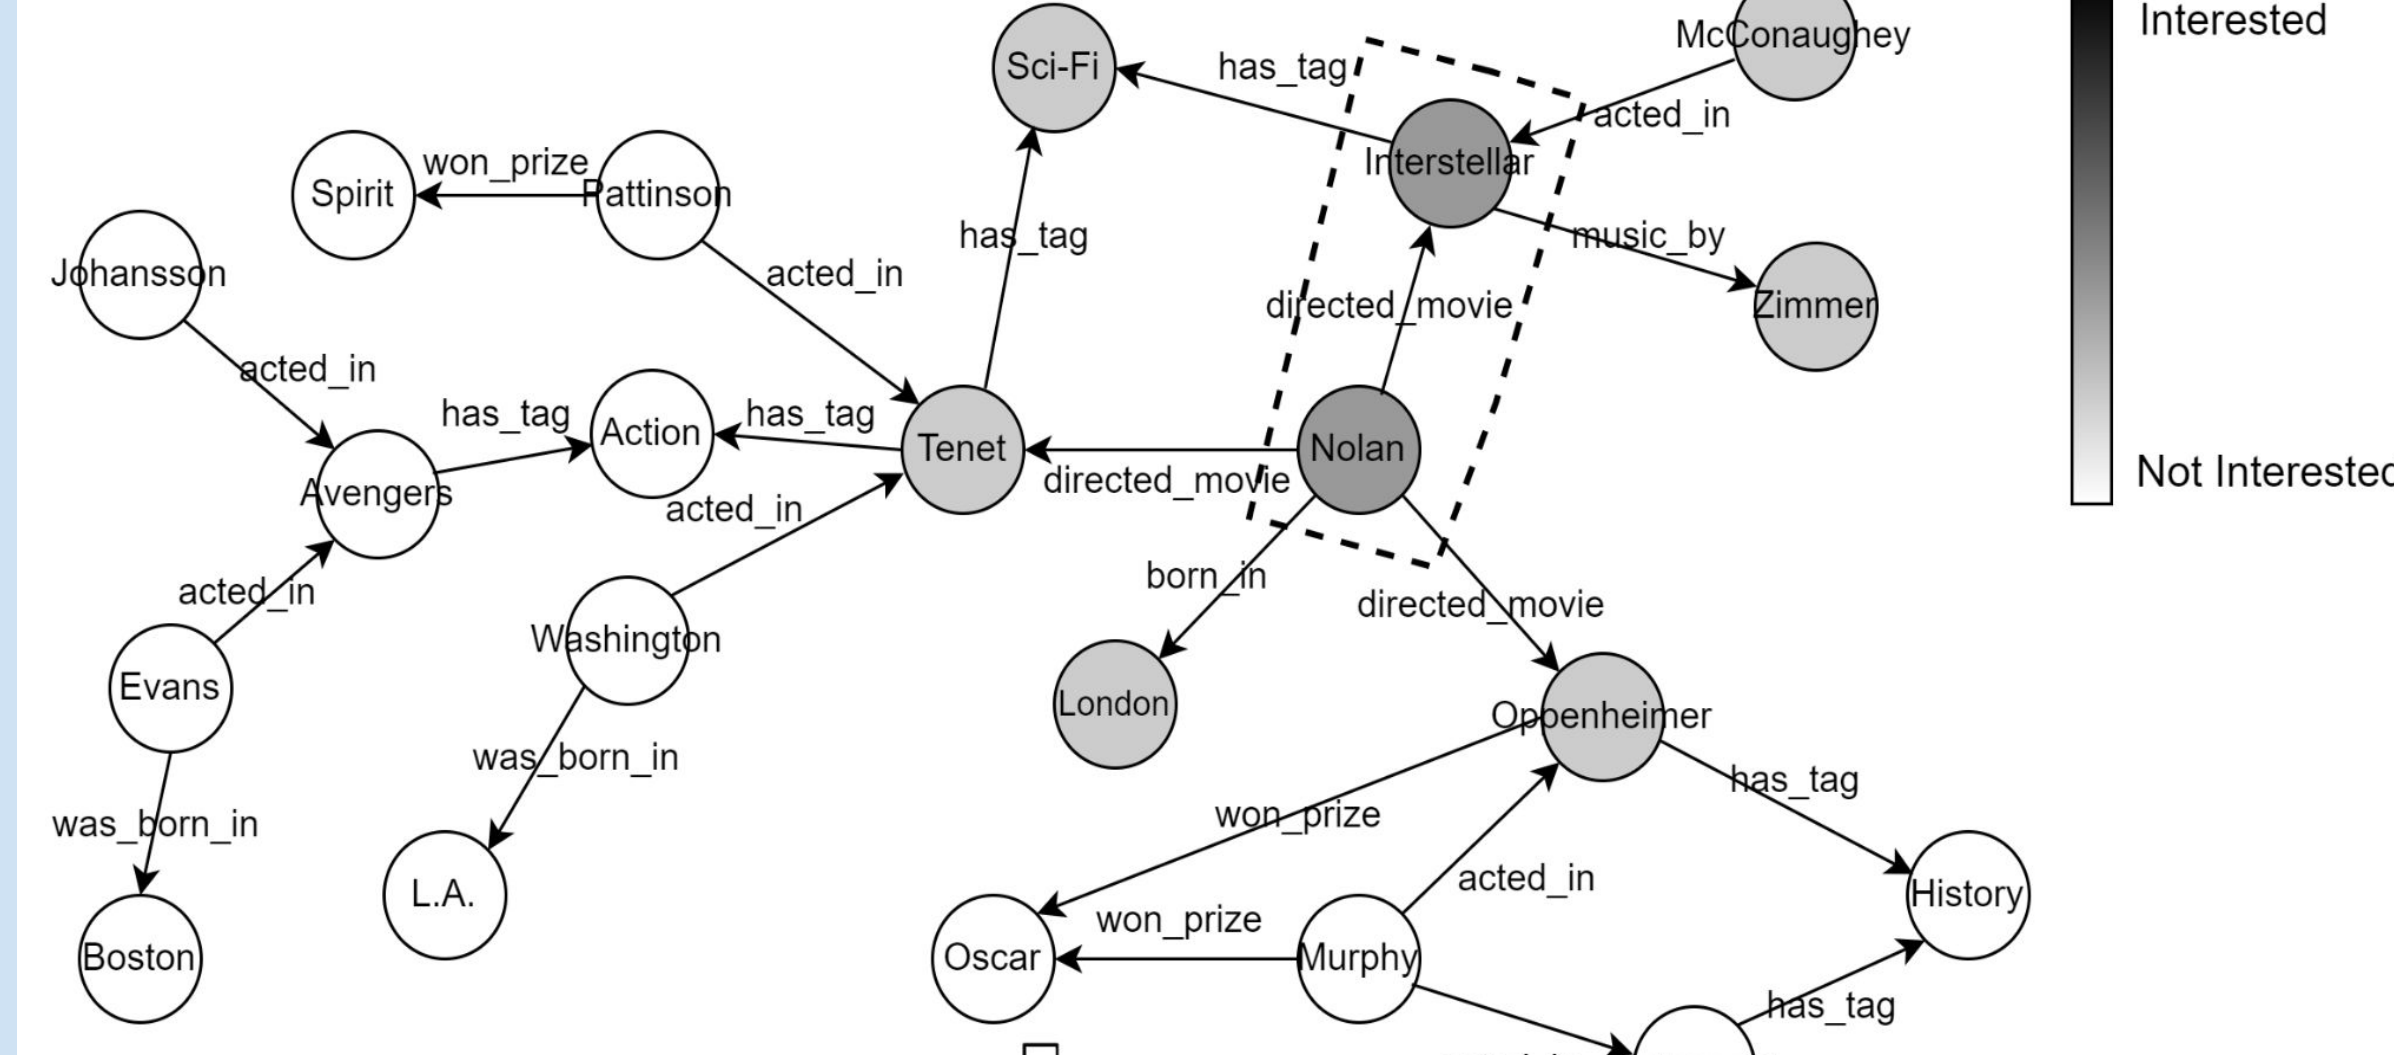 Interested
McConaughey
Sci-Fi
has_tag
acted_in
Interstellar
won_prize
Spirit
Pattinson
has_tag
music_by
Johansson
acted_in
directed_movie
Zimmer
acted_in
has_tag
Action
has_tag
Tenet
Nolan
Not Interested
directed_movie
Avengers
acted_in
born_in
acted_in
directed_movie
Washington
Evans
London
Oppenheimer
was_born_in
has_tag
won_prize
was_born_in
acted_in
L.A.
History
won_prize
Boston
Oscar
Murphy
has_tag